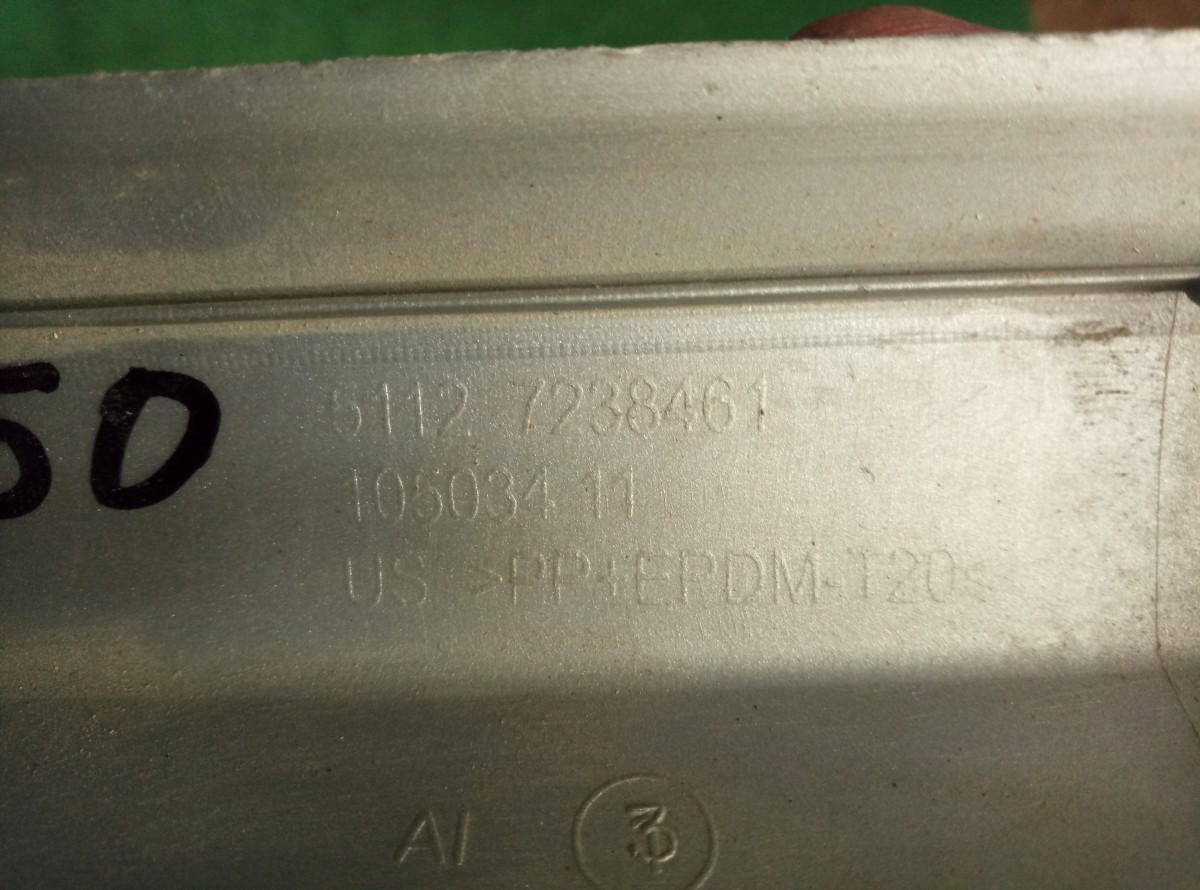 50
5112 7238461
105034 11
US >PP+EPDM-T20<
AI